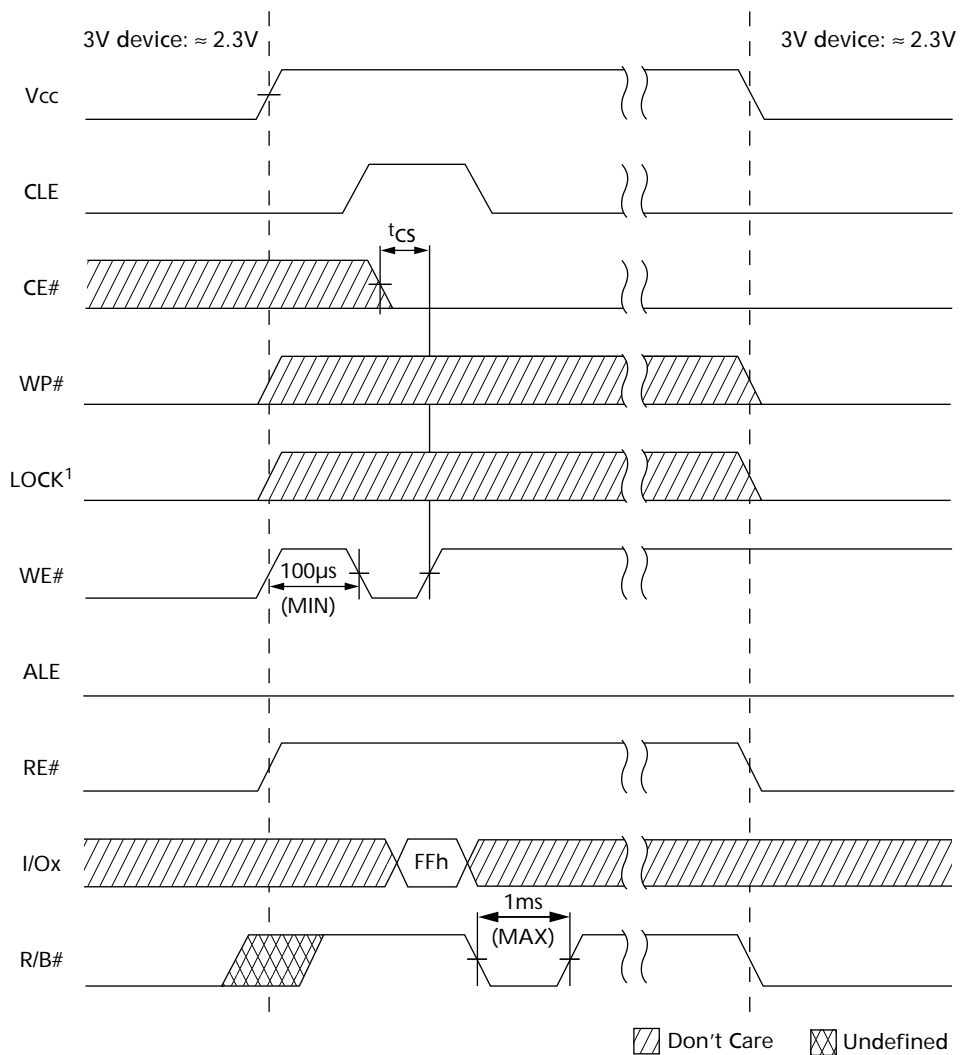 3V device: ≈ 2.3V
3V device: ≈ 2.3V
Vcc
CLE
tCS
CE#
WP#
LOCK1
WE#
100µs
(MIN)
ALE
RE#
I/Ox
FFh
1ms
(MAX)
R/B#
Don't Care
Undefined